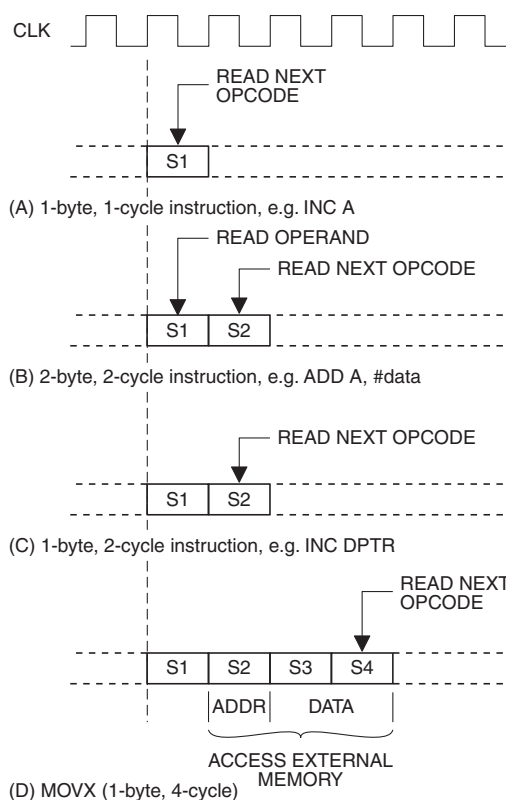 CLK
READ NEXT
OPCODE
S1
(A) 1-byte, 1-cycle instruction, e.g. INC A
READ OPERAND
READ NEXT OPCODE
S1 S2
(B) 2-byte, 2-cycle instruction, e.g. ADD A, #data
READ NEXT OPCODE
S1 S2
(C) 1-byte, 2-cycle instruction, e.g. INC DPTR
READ NEXT
OPCODE
S1 S2 S3 S4
ADDR DATA
ACCESS EXTERNAL
MEMORY
(D) MOVX (1-byte, 4-cycle)